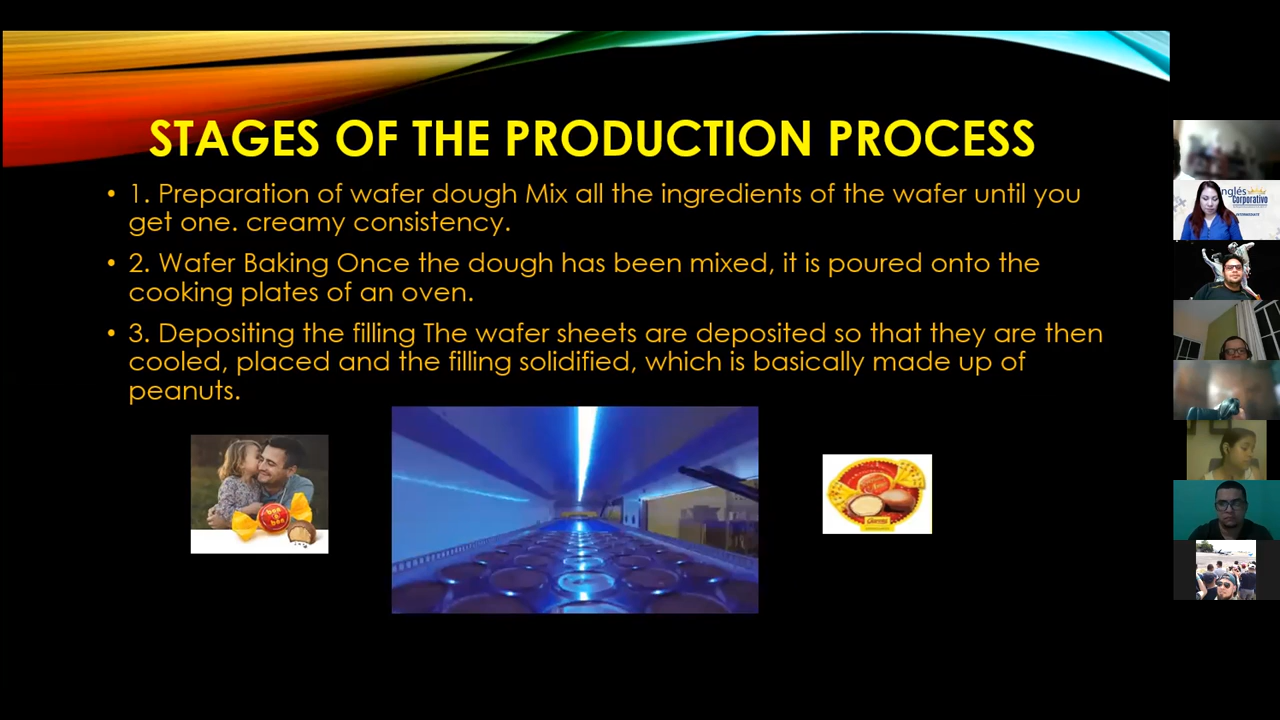 STAGES OF THE PRODUCTION PROCESS
• 1. Preparation of wafer dough Mix all the ingredients of the wafer until you
get one. creamy consistency.
• 2. Wafer Baking Once the dough has been mixed, it is poured onto the
cooking plates of an oven.
• 3. Depositing the filling The wafer sheets are deposited so that they are then
cooled, placed and the filling solidified, which is basically made up of
peanuts.
nglés
Corporativo
INTERMEDIATE